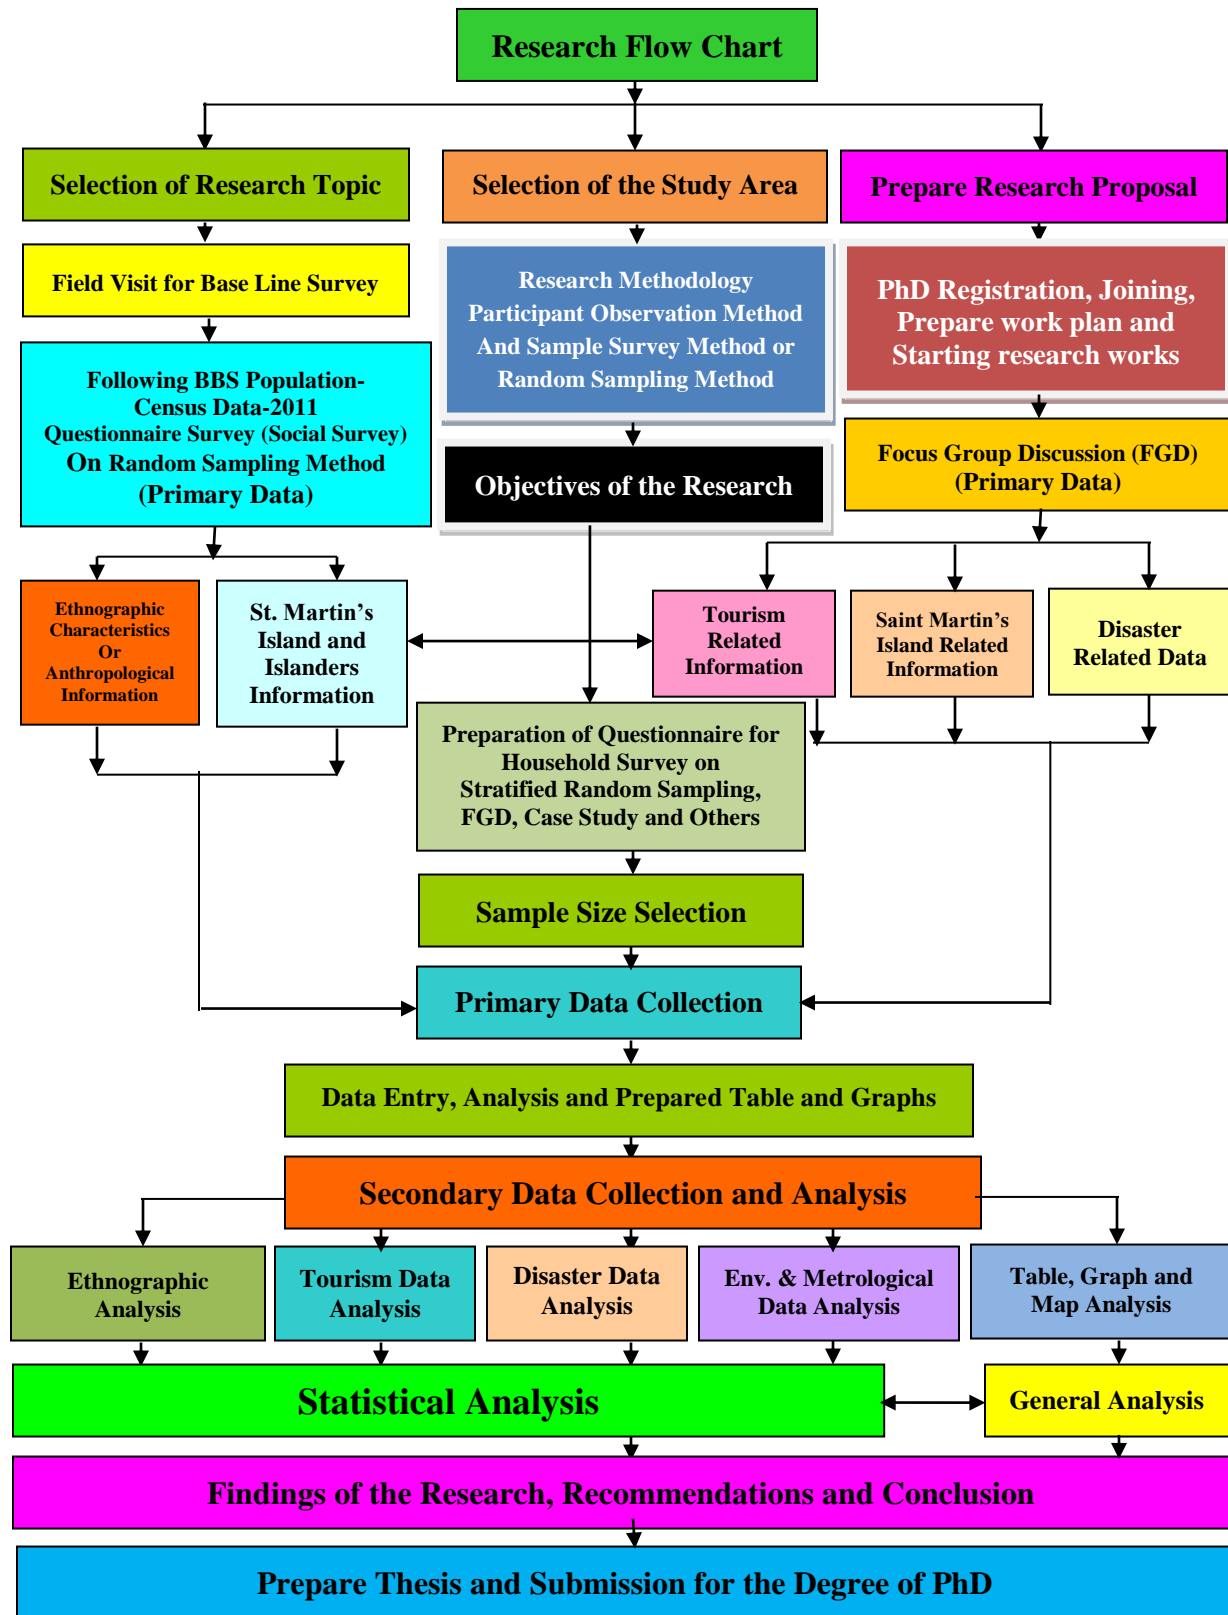 Research Flow Chart
Selection of Research Topic
Selection of the Study Area
Prepare Research Proposal
Field Visit for Base Line Survey
Research Methodology
Participant Observation Method
And Sample Survey Method or
Random Sampling Method
PhD Registration, Joining,
Prepare work plan and
Starting research works
Following BBS Population-
Census Data-2011
Questionnaire Survey (Social Survey)
On Random Sampling Method
(Primary Data)
Objectives of the Research
Focus Group Discussion (FGD)
(Primary Data)
Ethnographic
Characteristics
Or
Anthropological
Information
St. Martin’s
Island and
Islanders
Information
Tourism
Related
Information
Saint Martin’s
Island Related
Information
Disaster
Related Data
Preparation of Questionnaire for
Household Survey on
Stratified Random Sampling,
FGD, Case Study and Others
Sample Size Selection
Primary Data Collection
Data Entry, Analysis and Prepared Table and Graphs
Secondary Data Collection and Analysis
Ethnographic
Analysis
Tourism Data
Analysis
Disaster Data
Analysis
Env. & Metrological
Data Analysis
Table, Graph and
Map Analysis
Statistical Analysis
General Analysis
Findings of the Research, Recommendations and Conclusion
Prepare Thesis and Submission for the Degree of PhD